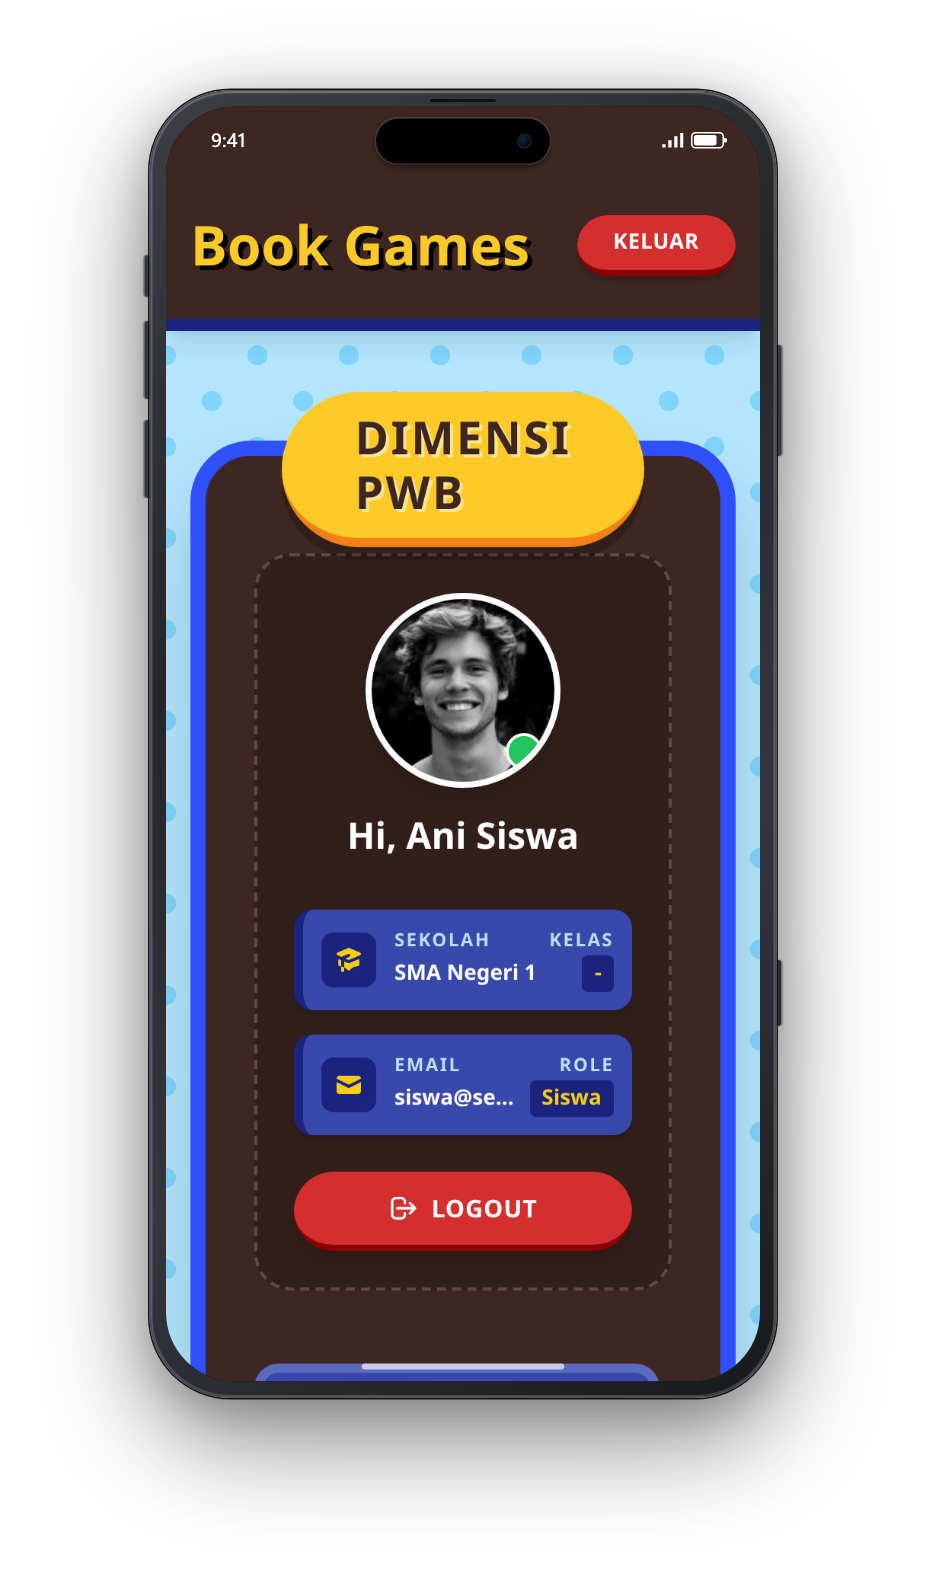 9:41
Book Games
KELUAR
DIMENSI
PWB
Hi, Ani Siswa
SEKOLAH KELAS
SMA Negeri 1 -
EMAIL ROLE
siswa@se... Siswa
LOGOUT